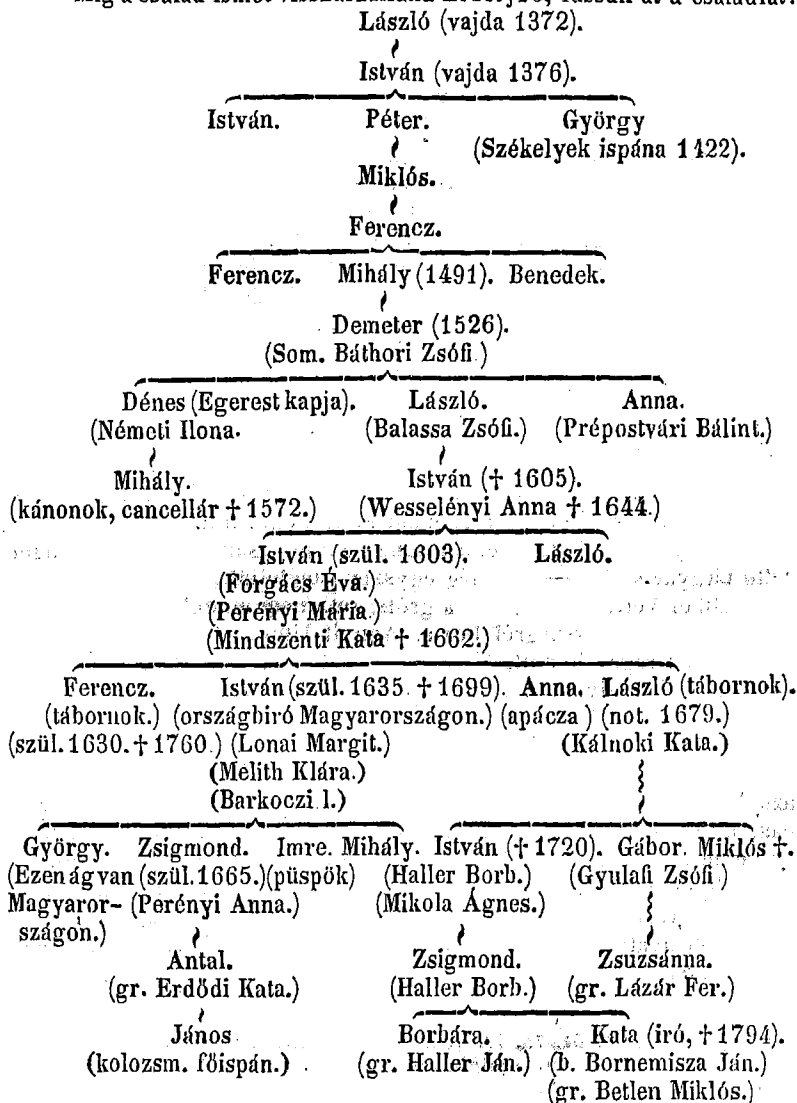 László (vajda 1372).
István (vajda 1376).
István. Péter. György
(Székelyek ispána 1422).
Miklós.
Ferencz.
Ferencz. Mihály (1491). Benedek.
Demeter (1526).
(Som. Báthori Zsófi.)
Dénes (Egerest kapja). László. Anna.
(Németi Ilona. (Balassa Zsófi.) (Prépostvári Bálint.)
Mihály. István († 1605).
(kánonok, cancellár † 1572.) (Wesselényi Anna † 1644.)
István (szül. 1603). László.
(Forgács Éva.)
(Perényi Mária.)
(Mindszenti Kata † 1662.)
Ferencz. István (szül. 1635. † 1699). Anna. László (tábornok).
(tábornok.) (országbiró Magyarországon.) (apácza) (not. 1679.)
(szül. 1630. † 1760.) (Lonai Margit.) (Kálnoki Kata.)
(Melith Klára.)
(Barkoczi I.)
György. Zsigmond. Imre. Mihály. István († 1720). Gábor. Miklós †.
(Ezen ág van (szül. 1665.) (püspök) (Haller Borb.) (Gyulafi Zsófi)
Magyaror- (Perényi Anna.) (Mikola Ágnes.)
szágon.)
Antal. Zsigmond. Zsuzsánna.
(gr. Erdődi Kata.) (Haller Borb.) (gr. Lázár Fer.)
János Borbára. Kata (iró, † 1794).
(kolozsm. főispán.) (gr. Haller Ján.) (b. Bornemisza Ján.)
(gr. Betlen Miklós.)